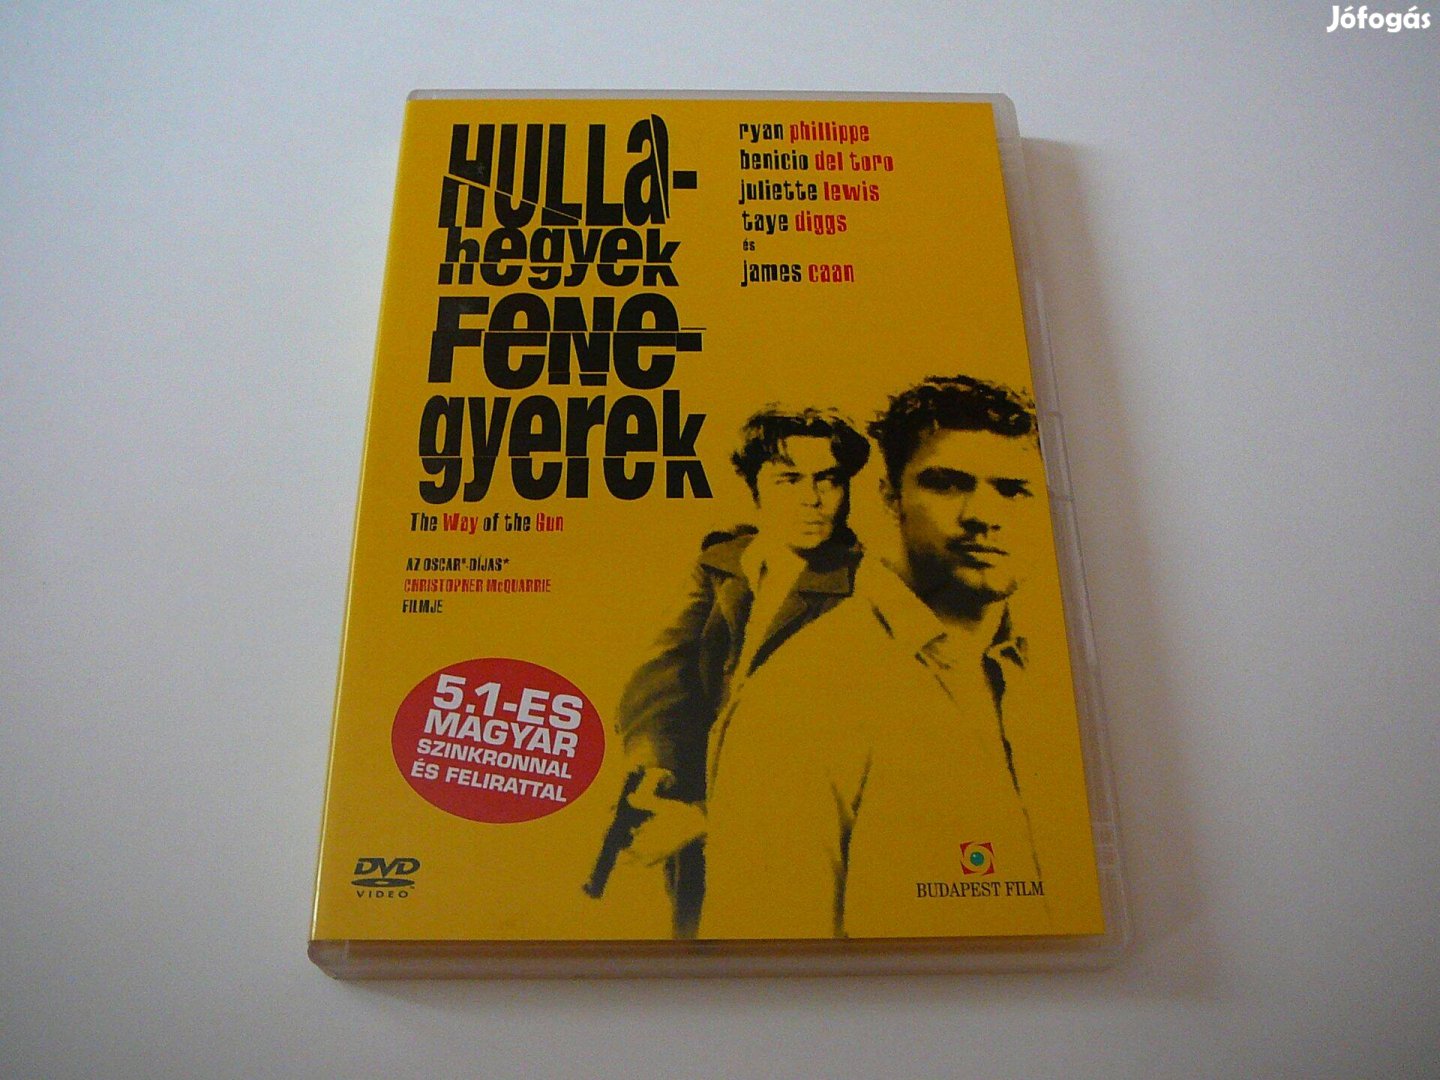 Jófogás
HULLa-
hegyek
FeNe-
gyerek
The Way of the Gun
AZ OSCAR®-DÍJAS*
CHRISTOPHER McQUARRIE
FILMJE
ryan phillippe
benicio del toro
juliette lewis
taye diggs
és
james caan
5.1-ES
MAGYAR
SZINKRONNAL
ÉS FELIRATTAL
DVD
VIDEO
BUDAPEST FILM